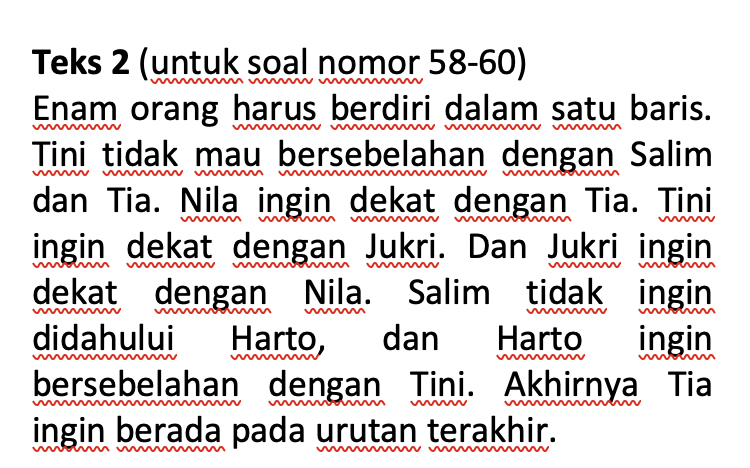 Teks 2 (untuk soal nomor 58-60)
Enam orang harus berdiri dalam satu baris.
Tini tidak mau bersebelahan dengan Salim
dan Tia. Nila ingin dekat dengan Tia. Tini
ingin dekat dengan Jukri. Dan Jukri ingin
dekat dengan Nila. Salim tidak ingin
didahului Harto, dan Harto ingin
bersebelahan dengan Tini. Akhirnya Tia
ingin berada pada urutan terakhir.